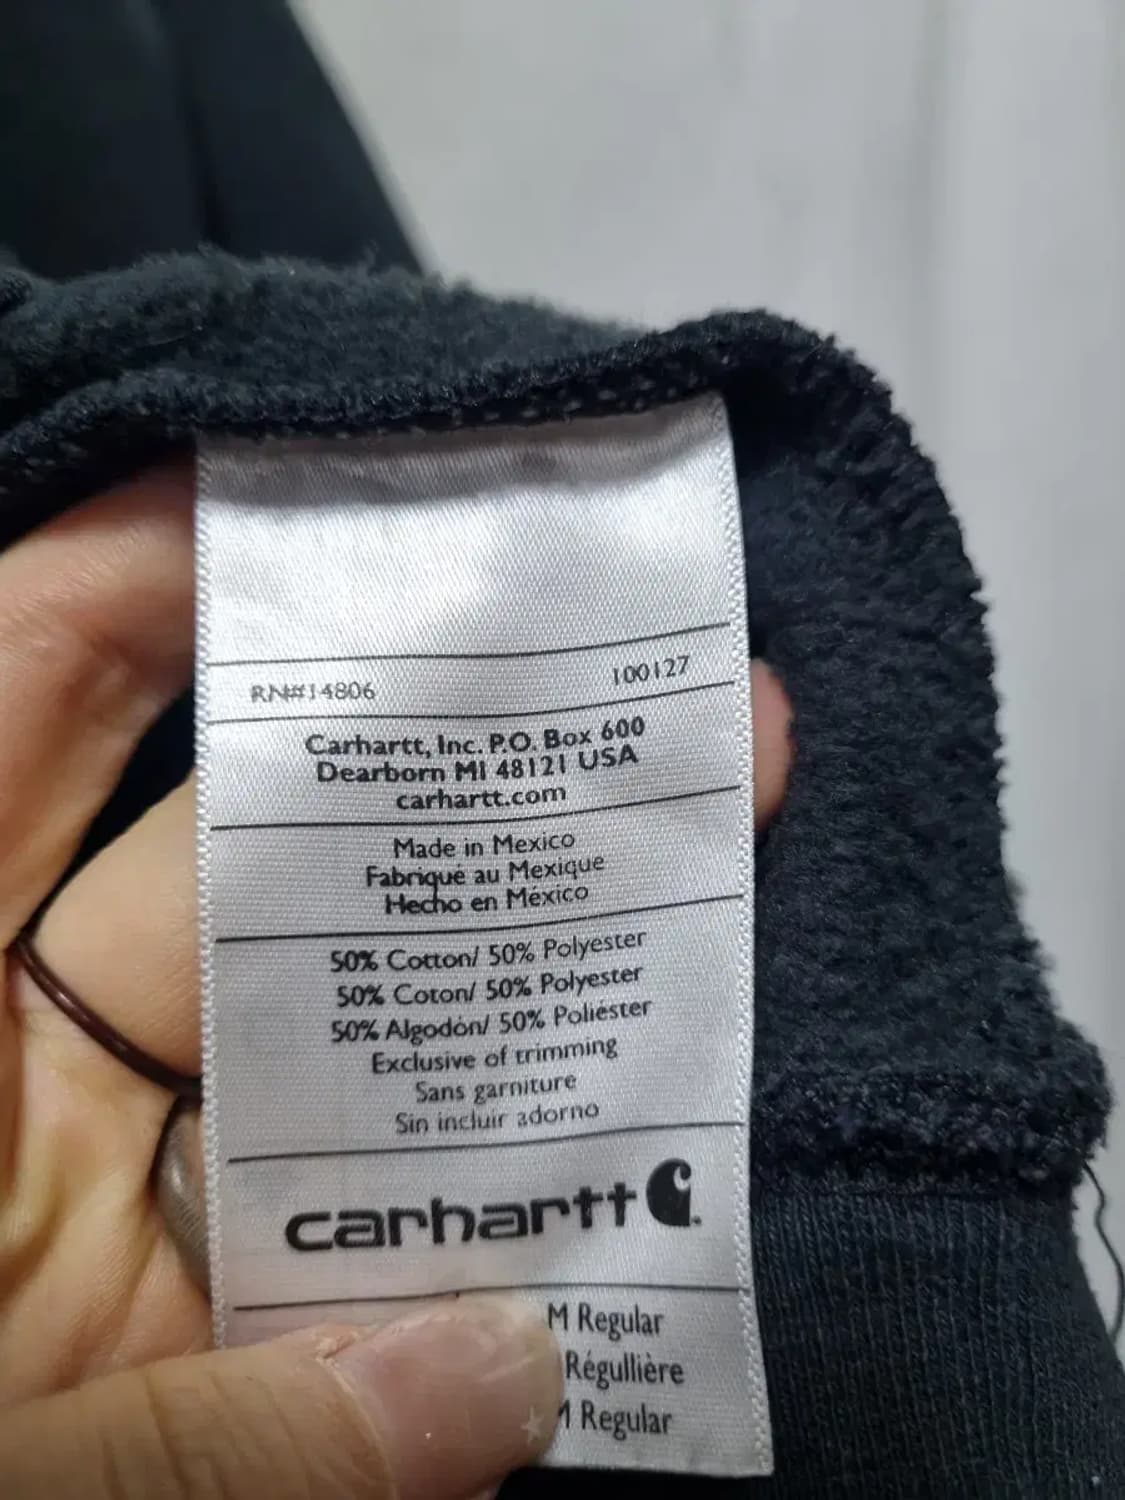 RN#14806 100127
Carhartt, Inc. P.O. Box 600
Dearborn MI 48121 USA
carhartt.com
Made in Mexico
Fabriqué au Mexique
Hecho en México
50% Cotton/ 50% Polyester
50% Coton/ 50% Polyester
50% Algodón/ 50% Poliéster
Exclusive of trimming
Sans garniture
Sin incluir adorno
carhartt
M Regular
Régullière
Regular